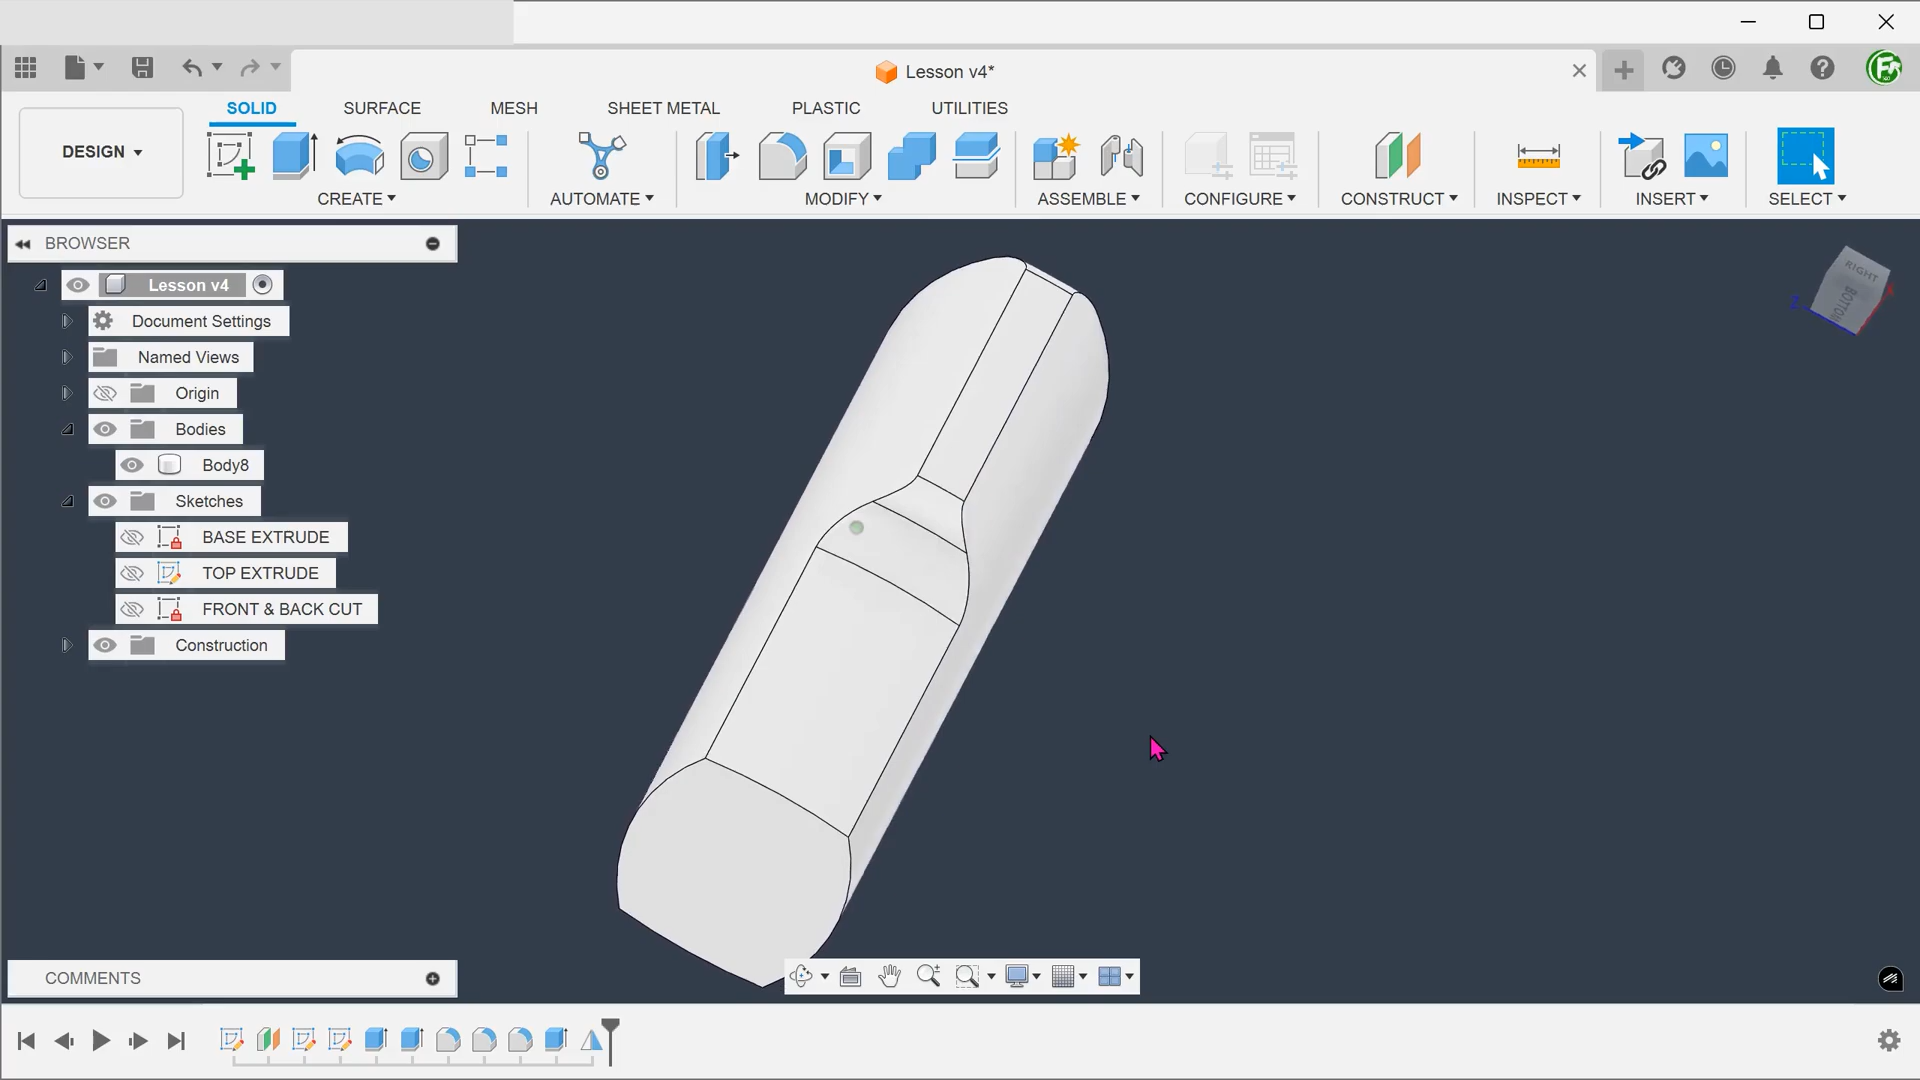 Lesson v4*
SOLID SURFACE MESH SHEET METAL PLASTIC UTILITIES
DESIGN
CREATE AUTOMATE MODIFY ASSEMBLE CONFIGURE CONSTRUCT INSPECT INSERT SELECT
BROWSER
Lesson v4
Document Settings
Named Views
Origin
Bodies
Body8
Sketches
BASE EXTRUDE
TOP EXTRUDE
FRONT & BACK CUT
Construction
RIGHT
BOTTOM
Z
COMMENTS